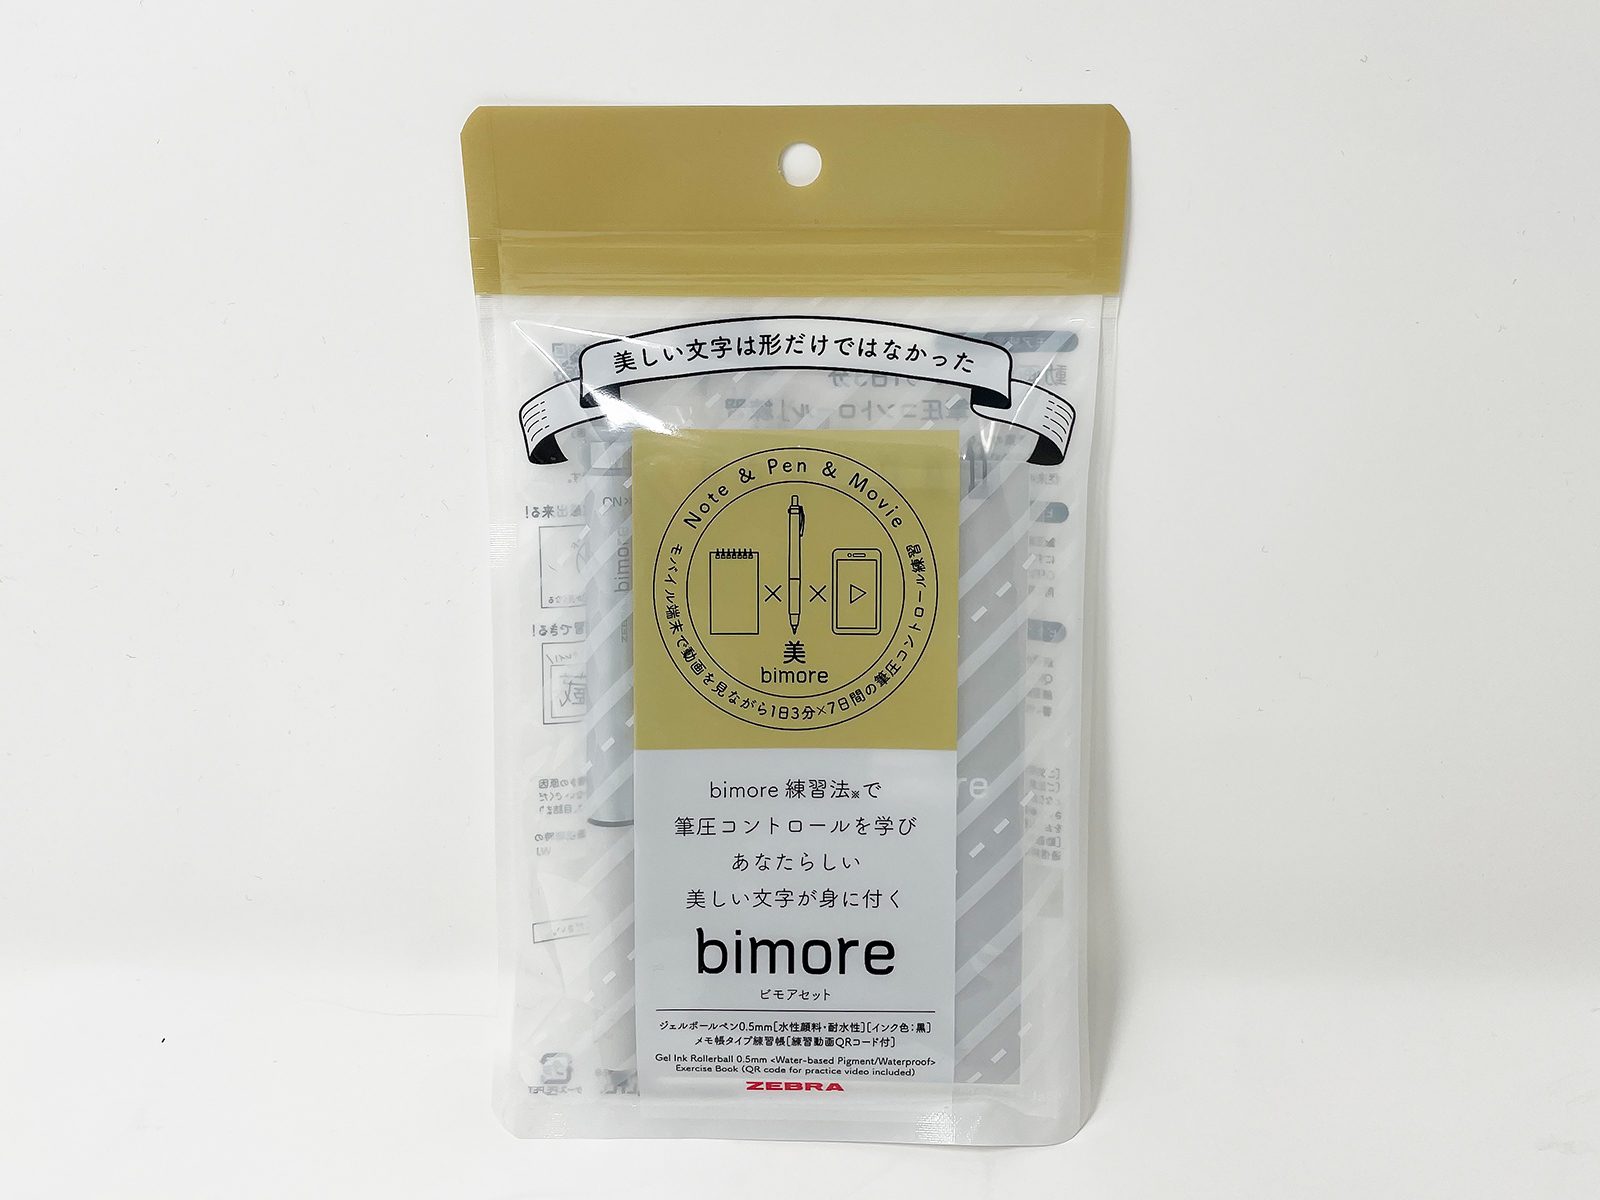 美しい文字は形だけではなかった
Note & Pen & Movie
モバイル端末で動画を見ながら1日3分×7日間の筆圧コントロール練習
美
bimore
bimore 練習法※で
筆圧コントロールを学び
あなたらしい
美しい文字が身に付く
bimore
ビモアセット
ジェルボールペン0.5mm[水性顔料・耐水性][インク色:黒]
メモ帳タイプ練習帳[練習動画QRコード付]
Gel Ink Rollerball 0.5mm <Water-based Pigment/Waterproof>
Exercise Book (QR code for practice video included)
ZEBRA